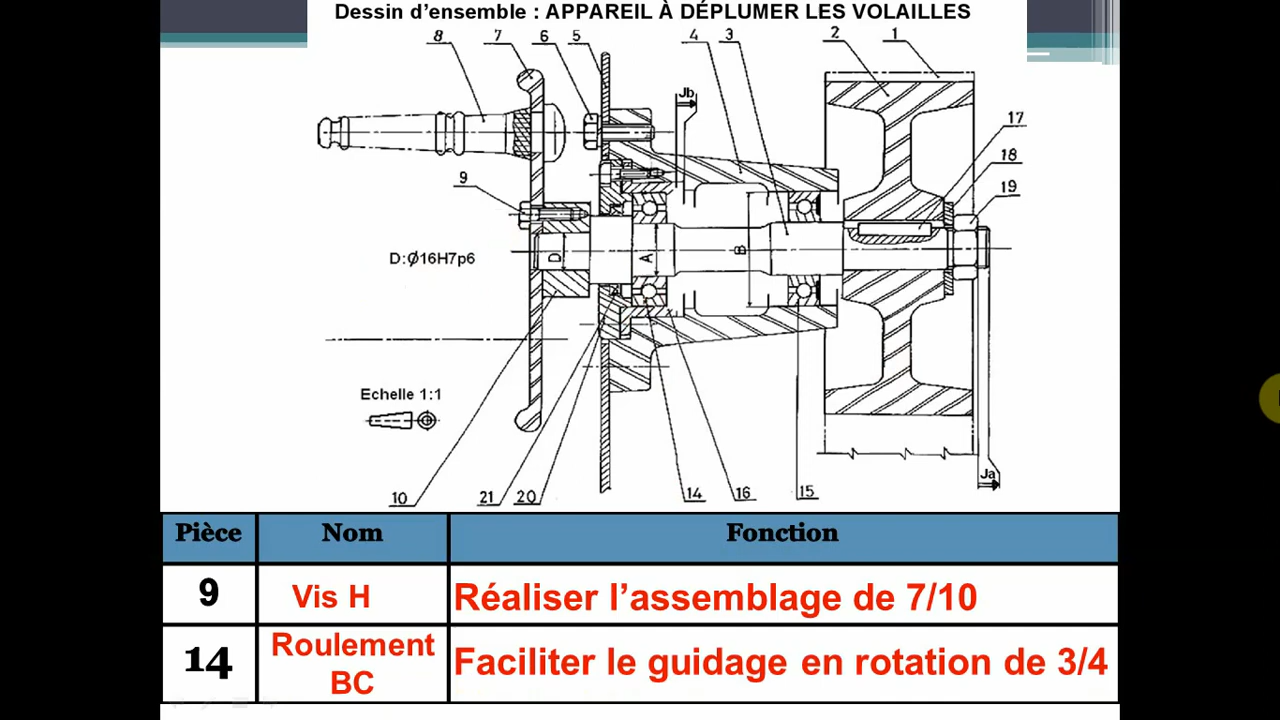 Dessin d’ensemble : APPAREIL À DÉPLUMER LES VOLAILLES
8 7 6 5 4 3 2 1
Jb
17
18
9
19
D:Ø16H7p6
D A B
Echelle 1:1
Ja
10 21 20 14 16 15
Pièce Nom Fonction
9 Vis H Réaliser l’assemblage de 7/10
14 Roulement BC Faciliter le guidage en rotation de 3/4